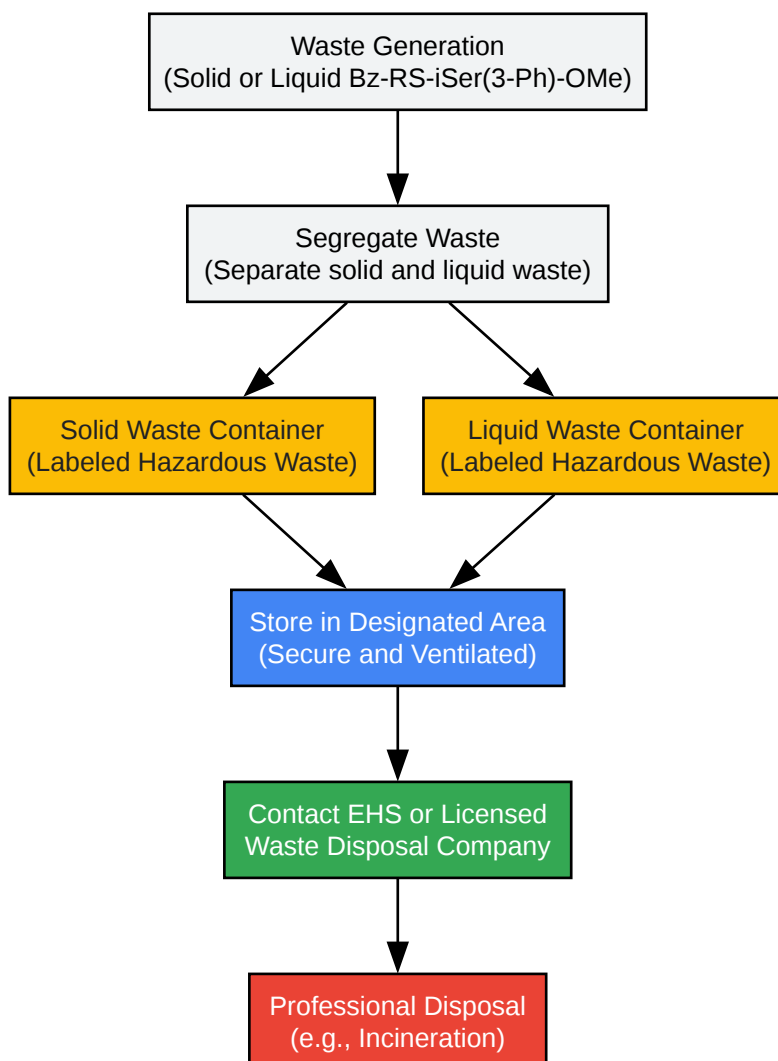 Waste Generation
(Solid or Liquid Bz-RS-iSer(3-Ph)-OMe)
Segregate Waste
(Separate solid and liquid waste)
Solid Waste Container
(Labeled Hazardous Waste)
Liquid Waste Container
(Labeled Hazardous Waste)
Store in Designated Area
(Secure and Ventilated)
Contact EHS or Licensed
Waste Disposal Company
Professional Disposal
(e.g., Incineration)